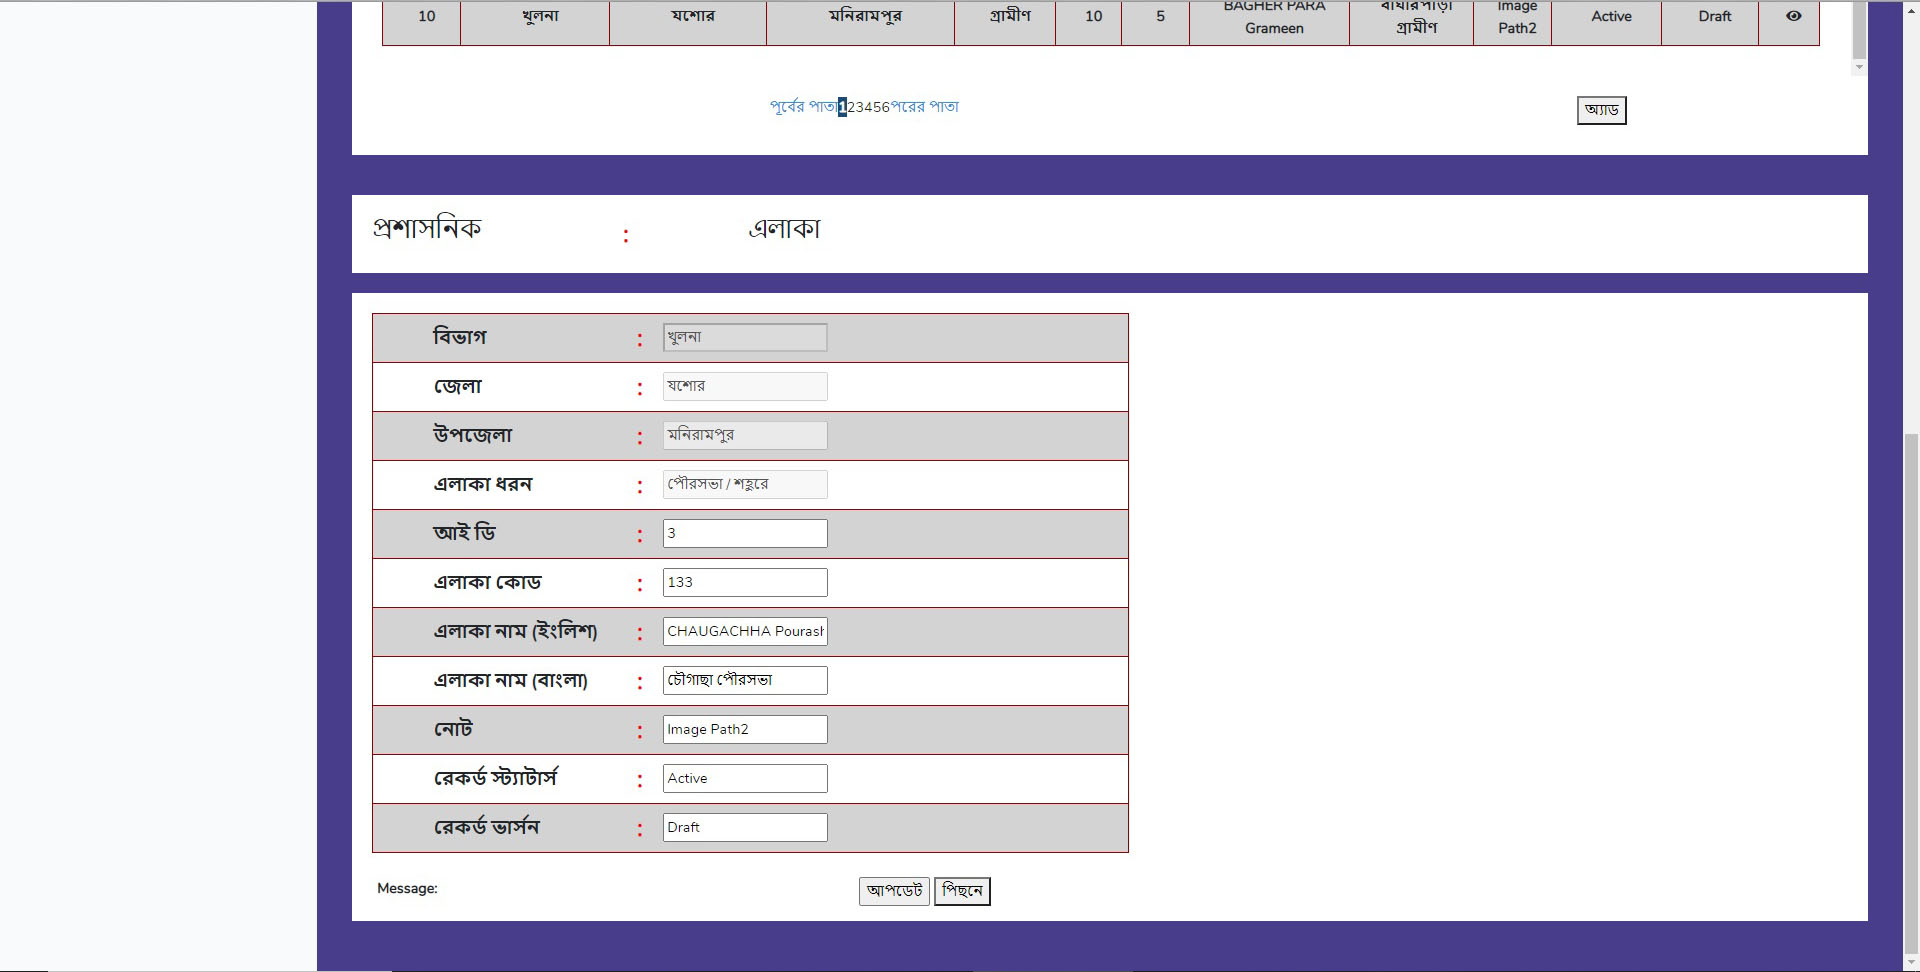 10 খুলনা যশোর মনিরামপুর গ্রামীণ 10 5 BAGHER PARA Grameen বাঘারপাড়া গ্রামীণ Image Path2 Active Draft
পূর্বের পাতা123456পরের পাতা অ্যাড
প্রশাসনিক : এলাকা
বিভাগ : খুলনা
জেলা : যশোর
উপজেলা : মনিরামপুর
এলাকা ধরন : পৌরসভা / শহুরে
আই ডি : 3
এলাকা কোড : 133
এলাকা নাম (ইংলিশ) : CHAUGACHHA Pourash
এলাকা নাম (বাংলা) : চৌগাছা পৌরসভা
নোট : Image Path2
রেকর্ড স্ট্যাটার্স : Active
রেকর্ড ভার্সন : Draft
Message: আপডেট পিছনে